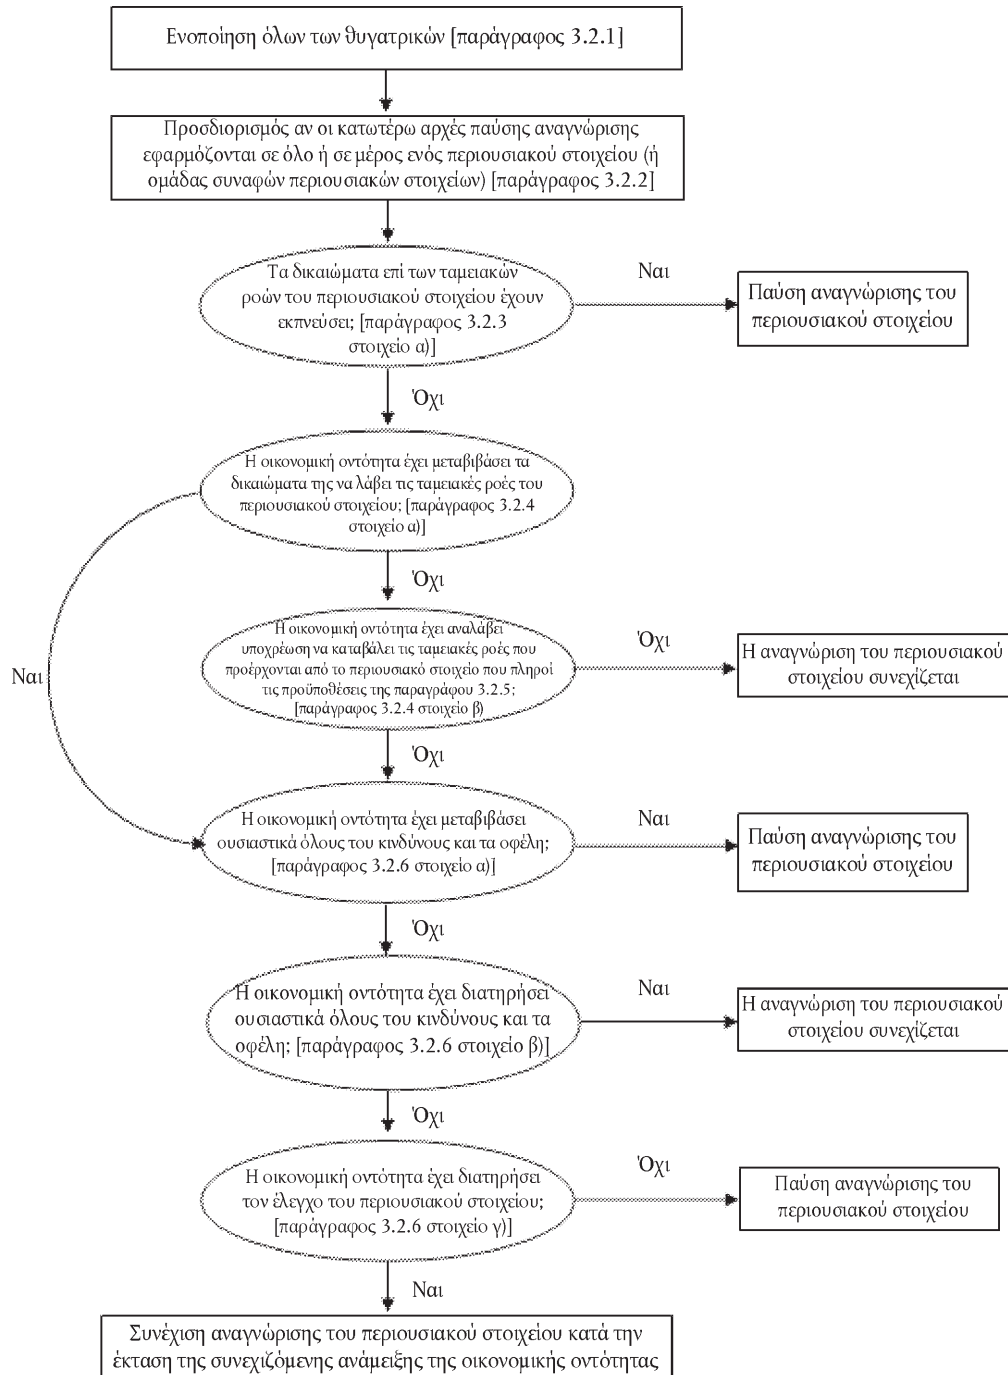 Ενοποίηση όλων των θυγατρικών [παράγραφος 3.2.1]
Προσδιορισμός αν οι κατωτέρω αρχές παύσης αναγνώρισης
εφαρμόζονται σε όλο ή σε μέρος ενός περιουσιακού στοιχείου (ή
ομάδας συναφών περιουσιακών στοιχείων) [παράγραφος 3.2.2]
Τα δικαιώματα επί των ταμειακών
ροών του περιουσιακού στοιχείου έχουν
εκπνεύσει; [παράγραφος 3.2.3
στοιχείο α)]
Ναι
Παύση αναγνώρισης του
περιουσιακού στοιχείου
Όχι
Η οικονομική οντότητα έχει μεταβιβάσει τα
δικαιώματα της να λάβει τις ταμειακές ροές του
περιουσιακού στοιχείου; [παράγραφος 3.2.4
στοιχείο α)]
Όχι
Ναι
Η οικονομική οντότητα έχει αναλάβει
υποχρέωση να καταβάλει τις ταμειακές ροές που
προέρχονται από το περιουσιακό στοιχείο που πληροί
τις προϋποθέσεις της παραγράφου 3.2.5;
[παράγραφος 3.2.4 στοιχείο β)
Όχι
Η αναγνώριση του περιουσιακού
στοιχείου συνεχίζεται
Όχι
Η οικονομική οντότητα έχει μεταβιβάσει
ουσιαστικά όλους του κινδύνους και τα οφέλη;
[παράγραφος 3.2.6 στοιχείο α)]
Ναι
Παύση αναγνώρισης του
περιουσιακού στοιχείου
Όχι
Η οικονομική οντότητα έχει διατηρήσει
ουσιαστικά όλους του κινδύνους και τα
οφέλη; [παράγραφος 3.2.6 στοιχείο β)]
Ναι
Η αναγνώριση του περιουσιακού
στοιχείου συνεχίζεται
Όχι
Η οικονομική οντότητα έχει διατηρήσει
τον έλεγχο του περιουσιακού στοιχείου;
[παράγραφος 3.2.6 στοιχείο γ)]
Όχι
Παύση αναγνώρισης του
περιουσιακού στοιχείου
Ναι
Συνέχιση αναγνώρισης του περιουσιακού στοιχείου κατά την
έκταση της συνεχιζόμενης ανάμειξης της οικονομικής οντότητας